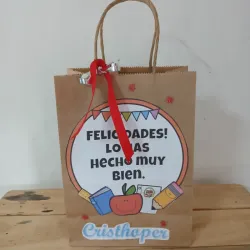 FELICIDADES!
LO HAS
HECHO MUY
BIEN.
Cristhoper